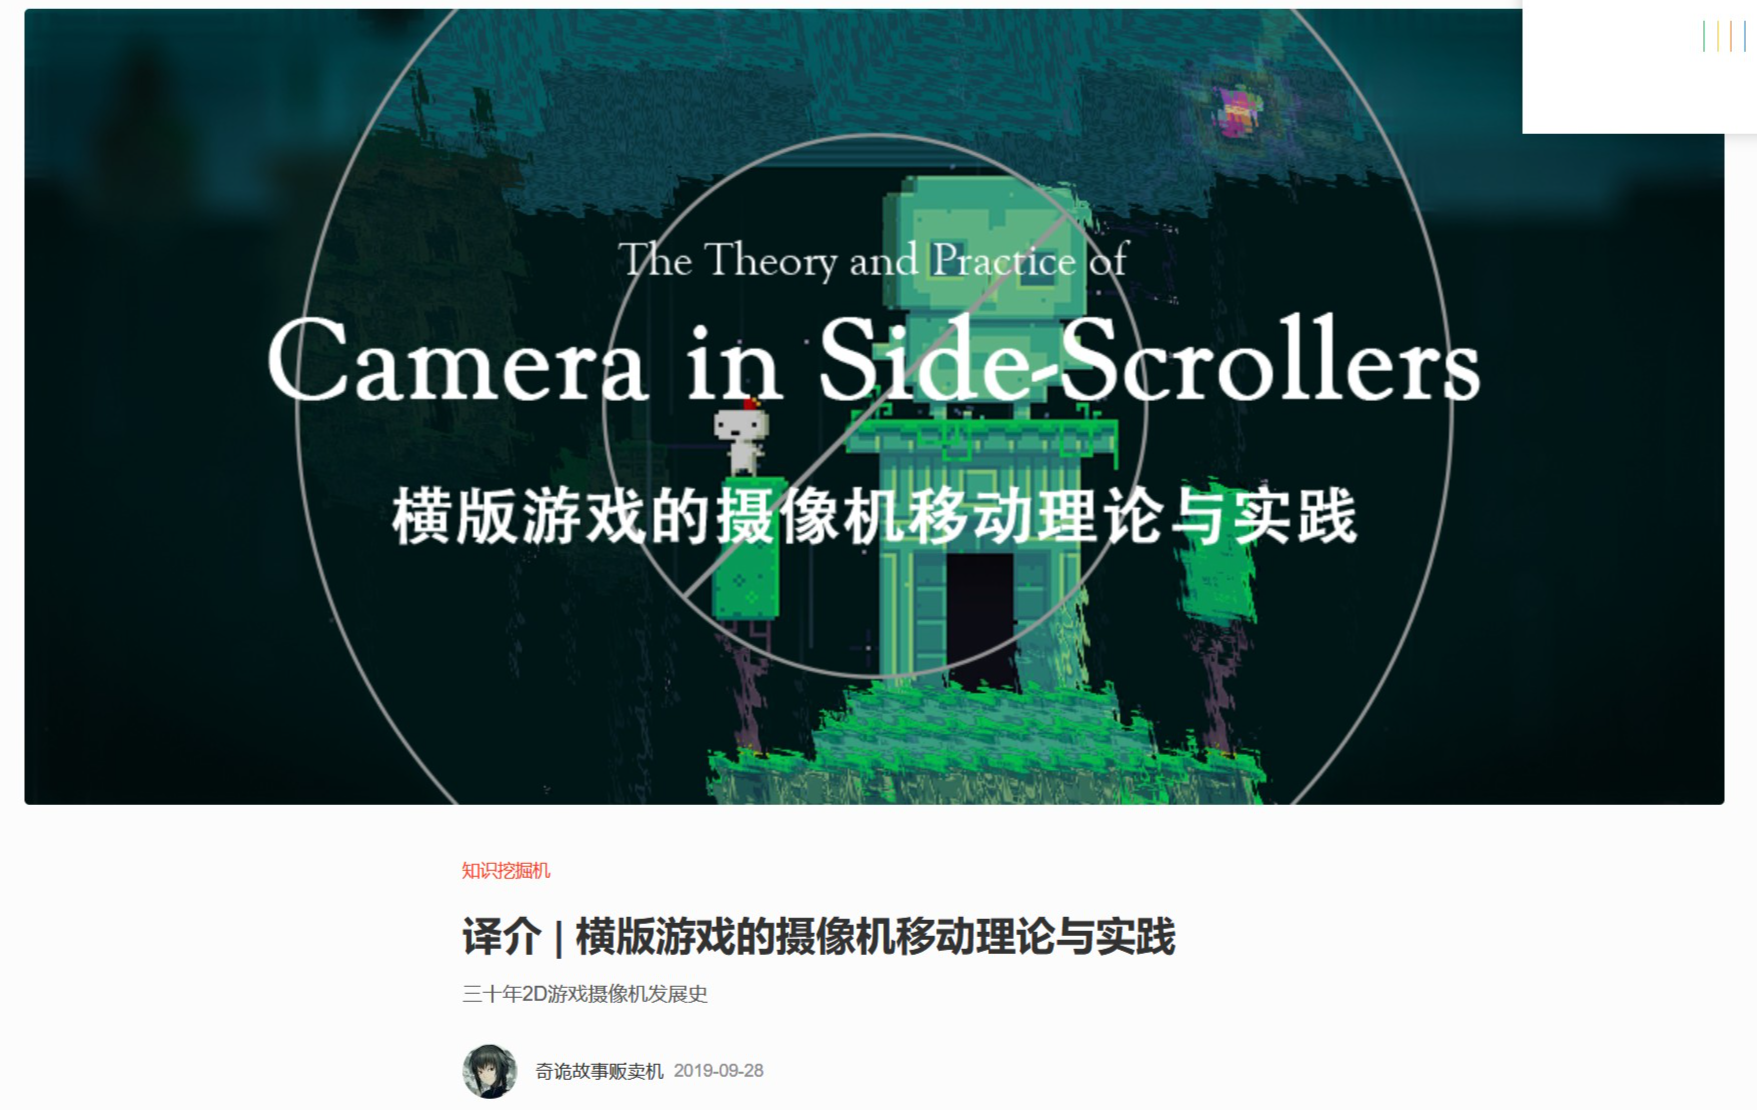 The Theory and Practice of
Camera in Side-Scrollers
横版游戏的摄像机移动理论与实践
知识挖掘机
译介 | 横版游戏的摄像机移动理论与实践
三十年2D游戏摄像机发展史
奇诡故事贩卖机 2019-09-28